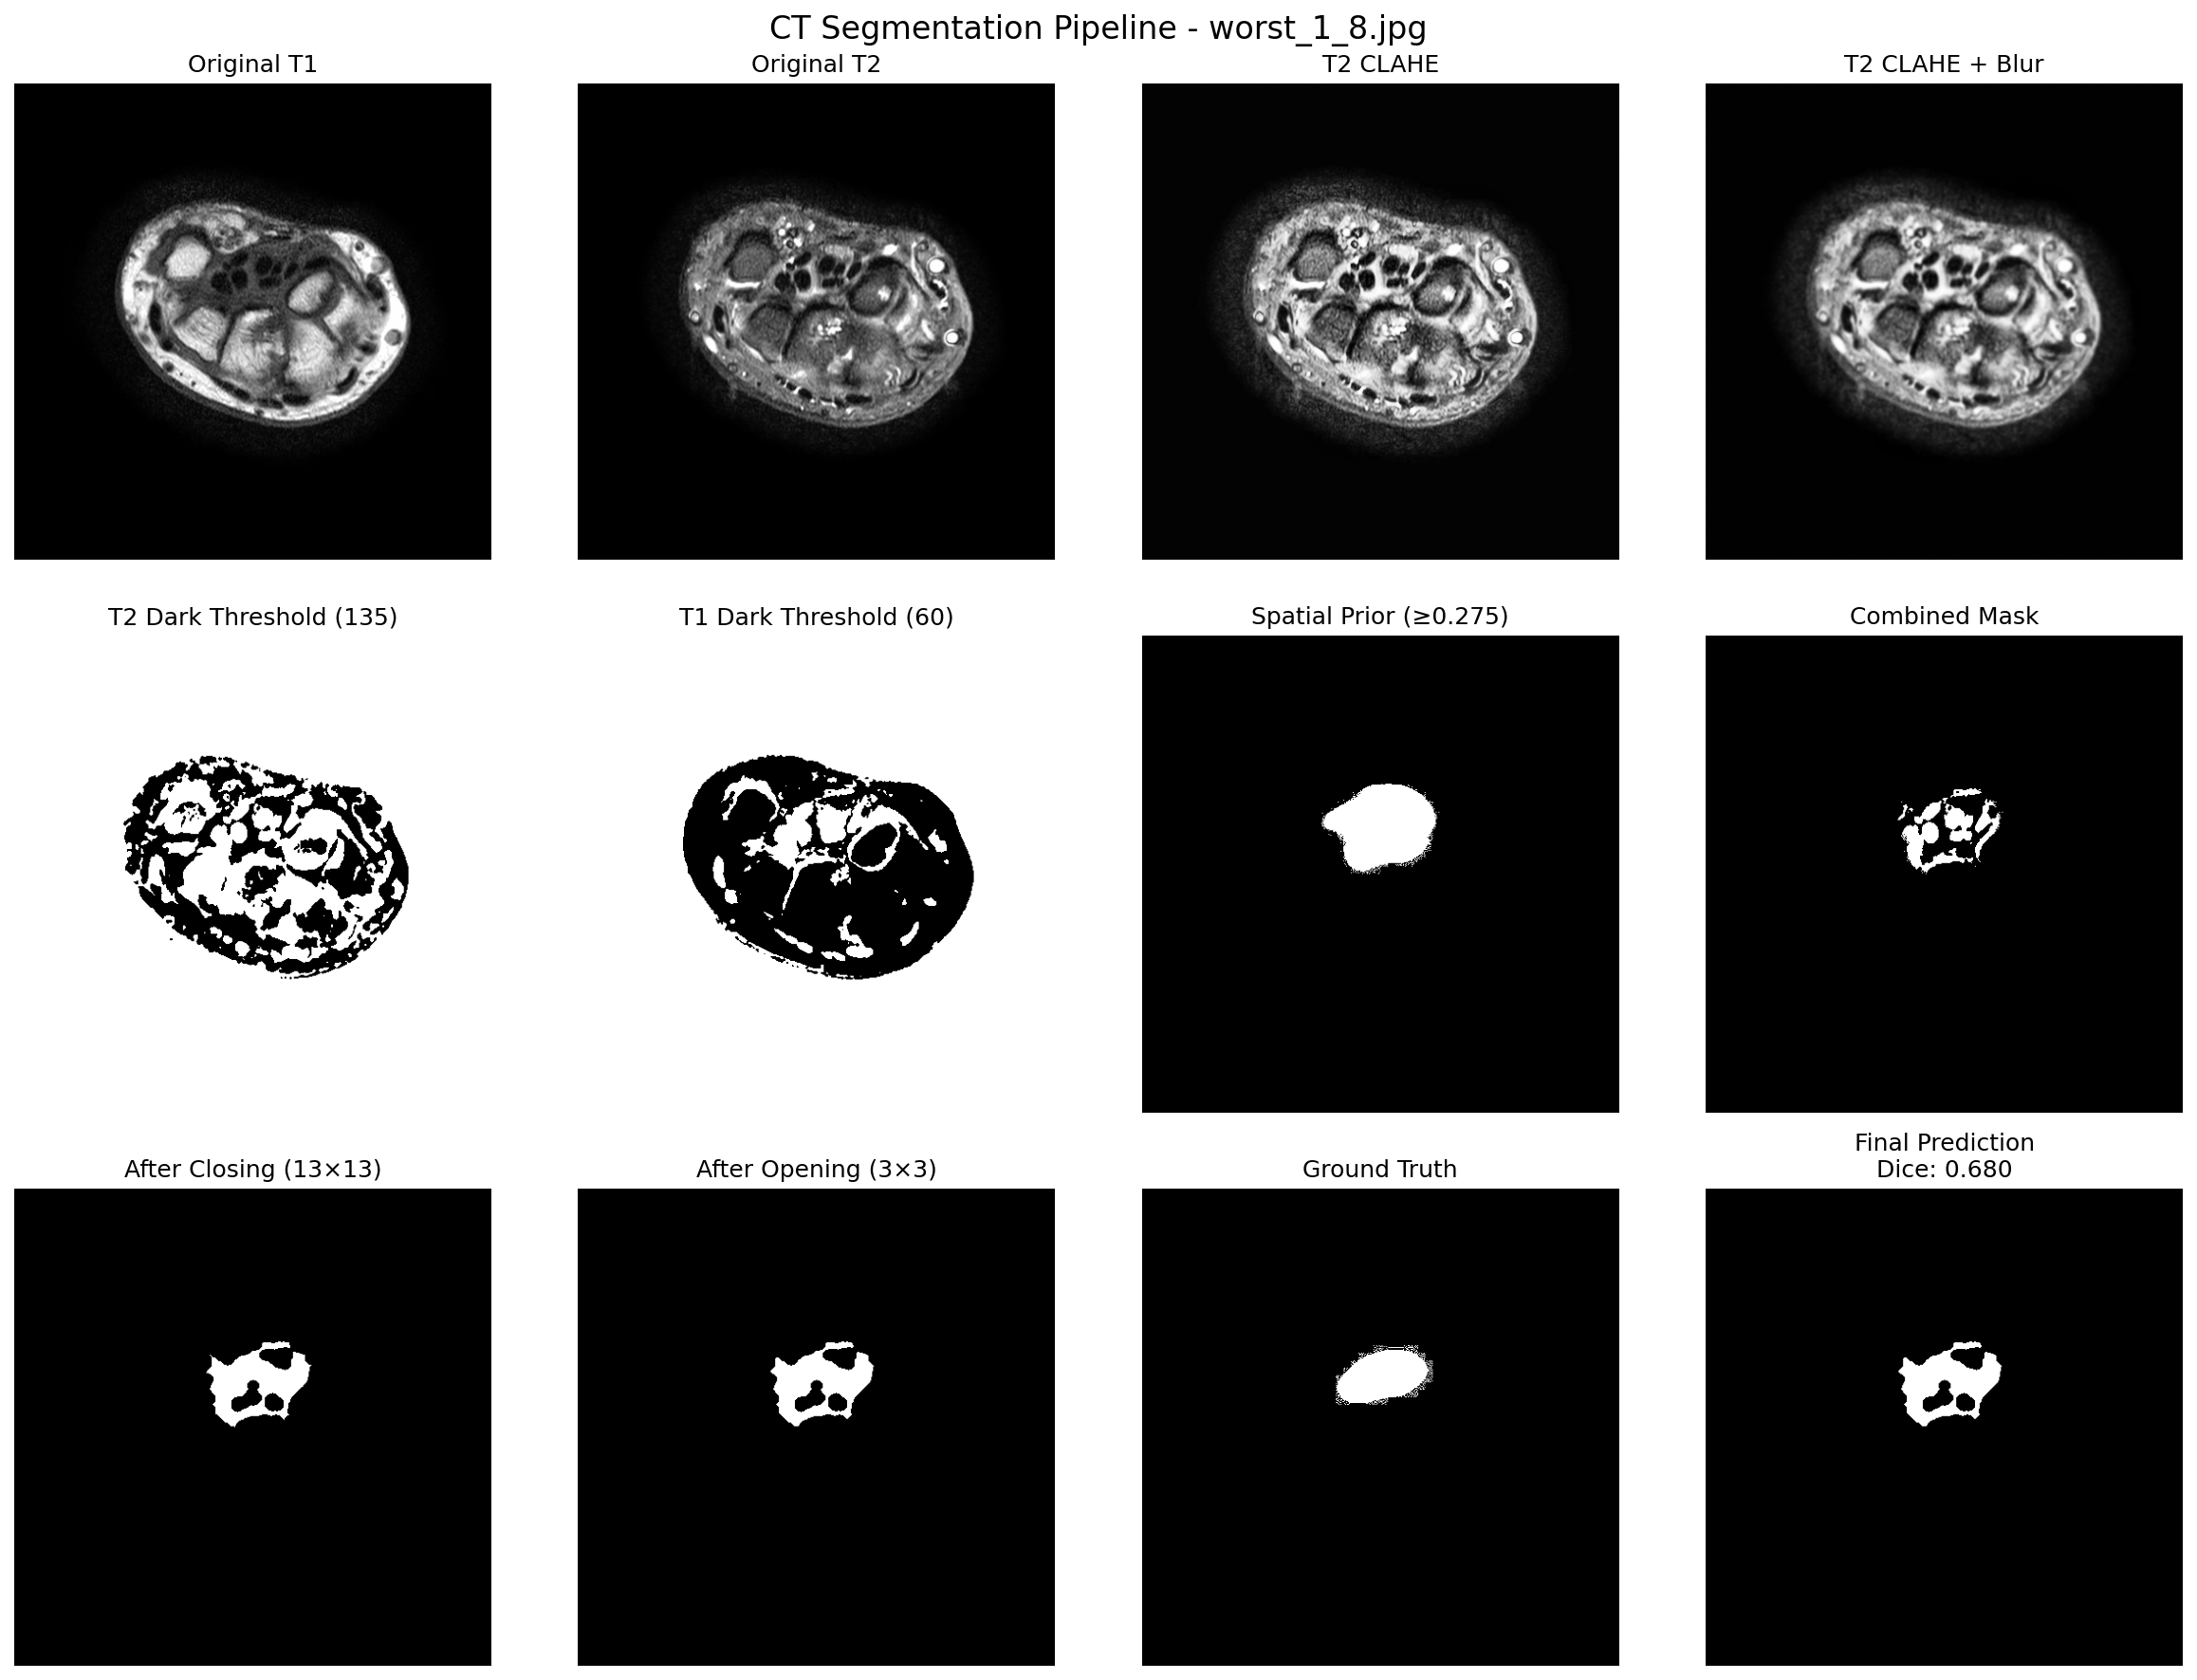 CT Segmentation Pipeline - worst_1_8.jpg
Original T1
Original T2
T2 CLAHE
T2 CLAHE + Blur
T2 Dark Threshold (135)
T1 Dark Threshold (60)
Spatial Prior (≥0.275)
Combined Mask
After Closing (13×13)
After Opening (3×3)
Ground Truth
Final Prediction
Dice: 0.680